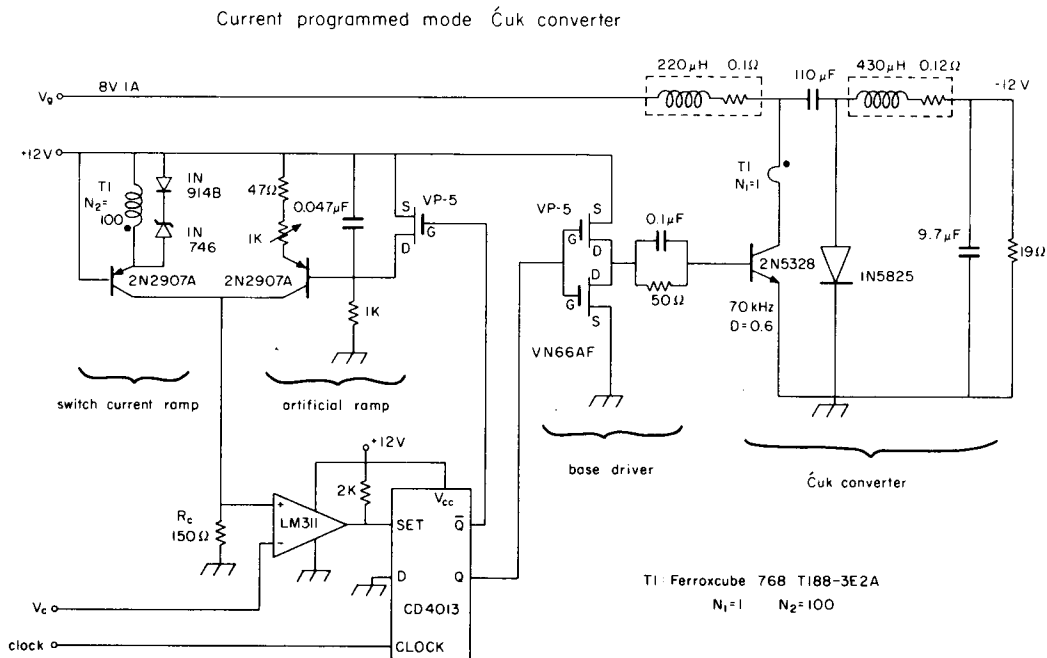 Current programmed mode Ćuk converter
220μH 0.1Ω
110μF
430μH 0.12Ω
8V 1A
-12V
Vg
+12V
T1
N2=
100
IN
914B
IN
746
47Ω
0.047μF
1K
S
VP-5
G
D
T1
N1=1
VP-5
S
G
D
D
G
S
0.1μF
50Ω
9.7μF
19Ω
2N2907A
2N2907A
1K
2N5328
1N5825
70kHz
D=0.6
VN66AF
switch current ramp
artificial ramp
base driver
Ćuk converter
+12V
2K
Vcc
Rc
150Ω
+
LM311
-
SET
Q̅
D
Q
CD4013
CLOCK
Vc
clock
T1: Ferroxcube 768 T188-3E2A
N1=1 N2=100